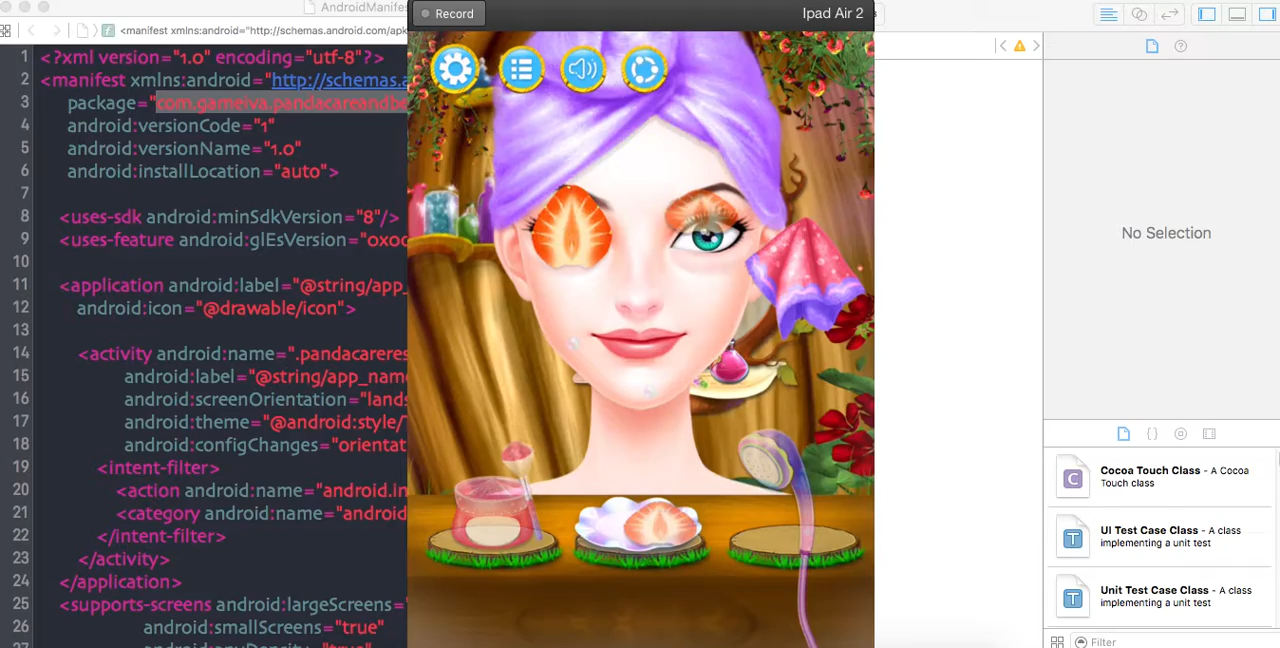 AndroidManifes
Record
Ipad Air 2
<manifest xmlns:android="http://schemas.android.com/apk
1 <?xml version="1.0" encoding="utf-8"?>
2 <manifest xmlns:android="http://schemas.a
3 package="com.gameiva.pandacareandbe
4 android:versionCode="1"
5 android:versionName="1.0"
6 android:installLocation="auto">
7
8 <uses-sdk android:minSdkVersion="8"/>
9 <uses-feature android:glEsVersion="0x00
10
11 <application android:label="@string/app_
12 android:icon="@drawable/icon">
13
14 <activity android:name=".pandacareres
15 android:label="@string/app_name
16 android:screenOrientation="lands
17 android:theme="@android:style/T
18 android:configChanges="orientat
19 <intent-filter>
20 <action android:name="android.in
21 <category android:name="android
22 </intent-filter>
23 </activity>
24 </application>
25 <supports-screens android:largeScreens="
26 android:smallScreens="true"
No Selection
C
Cocoa Touch Class - A Cocoa
Touch class
T
UI Test Case Class - A class
implementing a unit test
T
Unit Test Case Class - A class
implementing a unit test
Filter